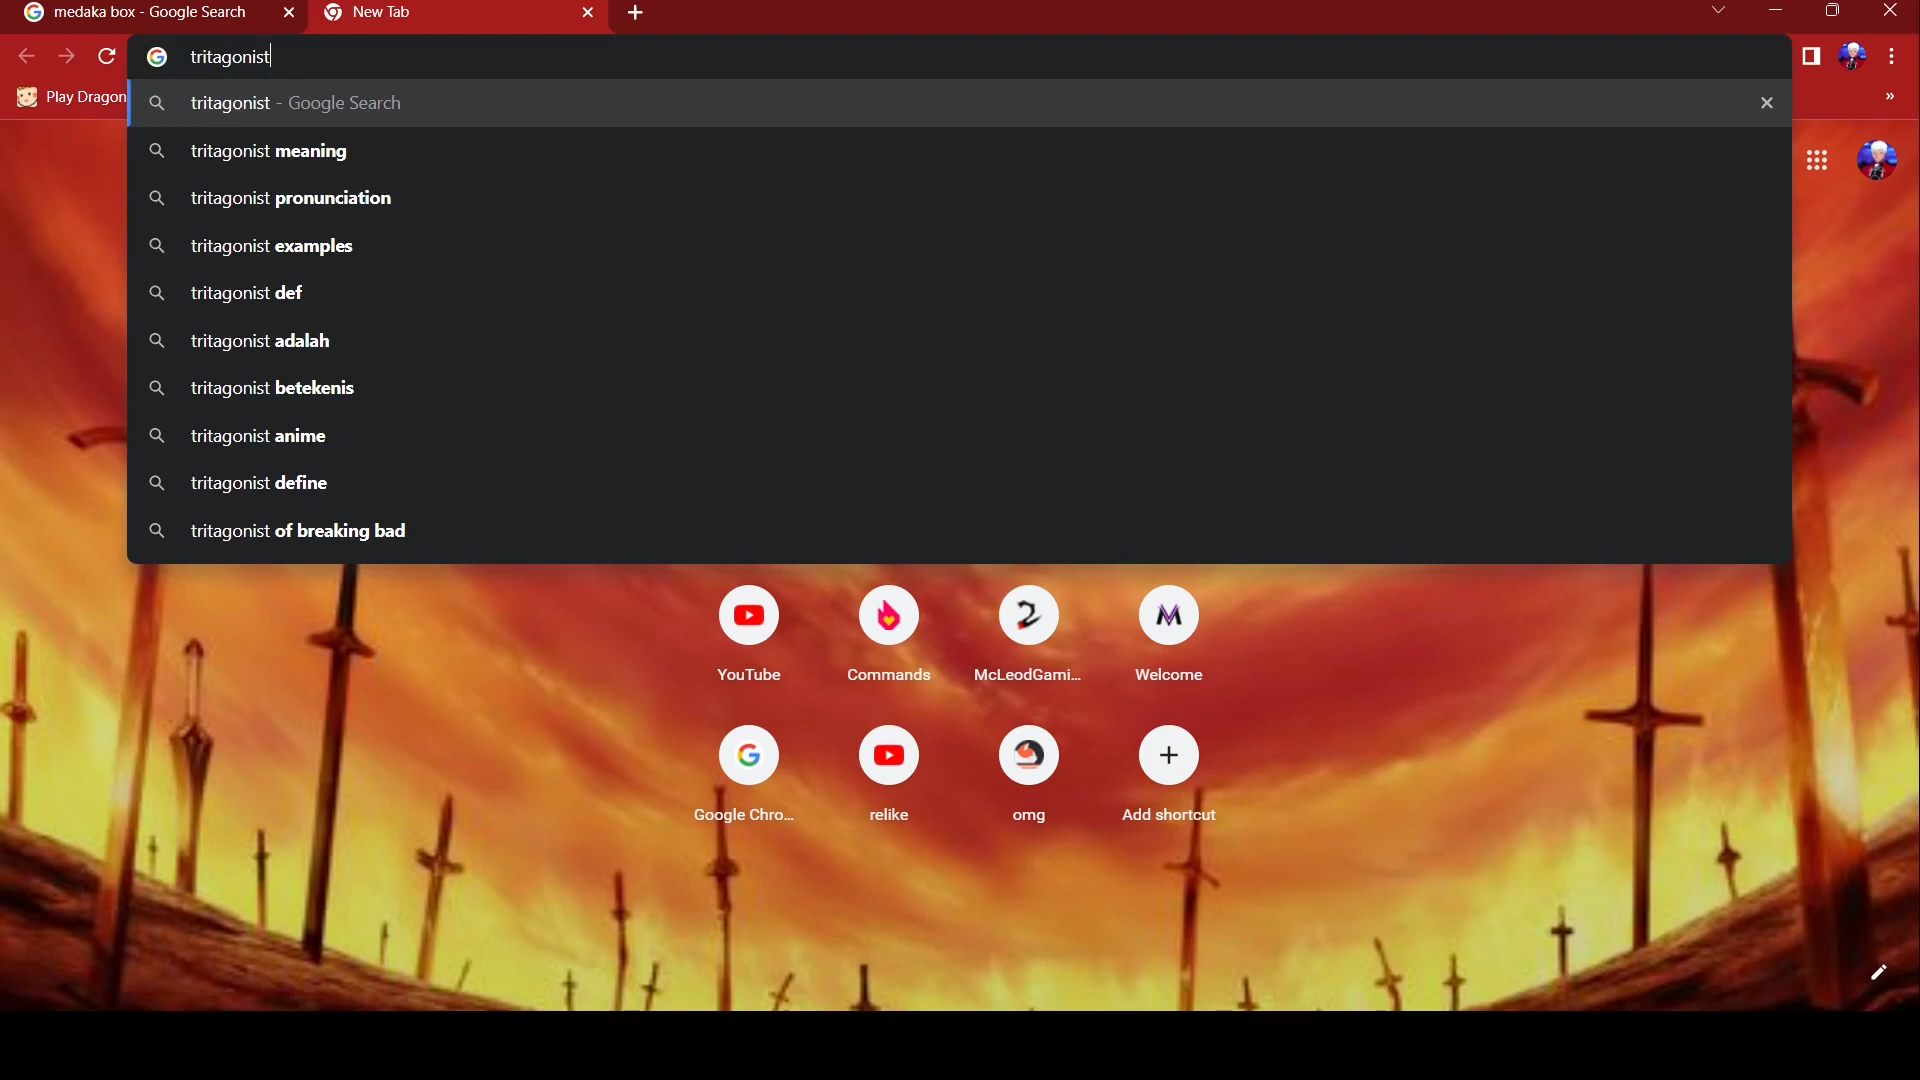 medaka box - Google Search
New Tab
tritagonist
Play Dragon
»
tritagonist - Google Search
tritagonist meaning
tritagonist pronunciation
tritagonist examples
tritagonist def
tritagonist adalah
tritagonist betekenis
tritagonist anime
tritagonist define
tritagonist of breaking bad
YouTube
Commands
McLeodGami...
Welcome
Google Chro...
relike
omg
Add shortcut